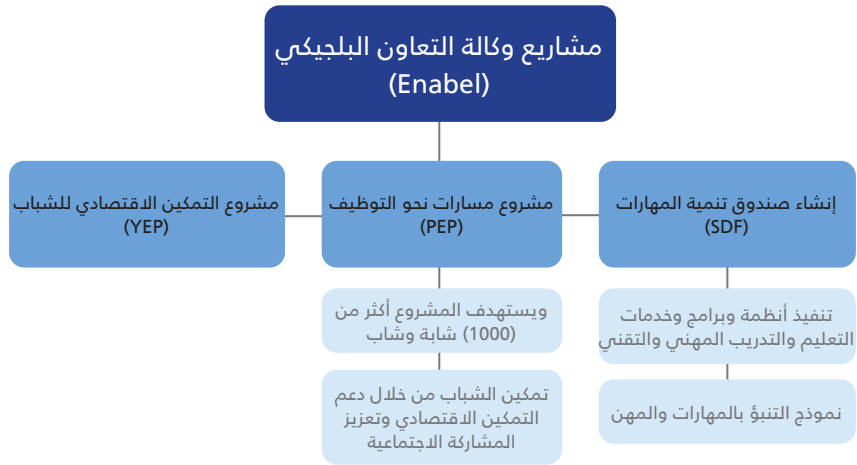 مشاريع وكالة التعاون البلجيكي
(Enabel)
إنشاء صندوق تنمية المهارات
(SDF)
مشروع مسارات نحو التوظيف
(PEP)
مشروع التمكين الاقتصادي للشباب
(YEP)
تنفيذ أنظمة وبرامج وخدمات
التعليم والتدريب المهني والتقني
نموذج التنبؤ بالمهارات والمهن
ويستهدف المشروع أكثر من
(1000) شابة وشاب
تمكين الشباب من خلال دعم
التمكين الاقتصادي وتعزيز
المشاركة الاجتماعية